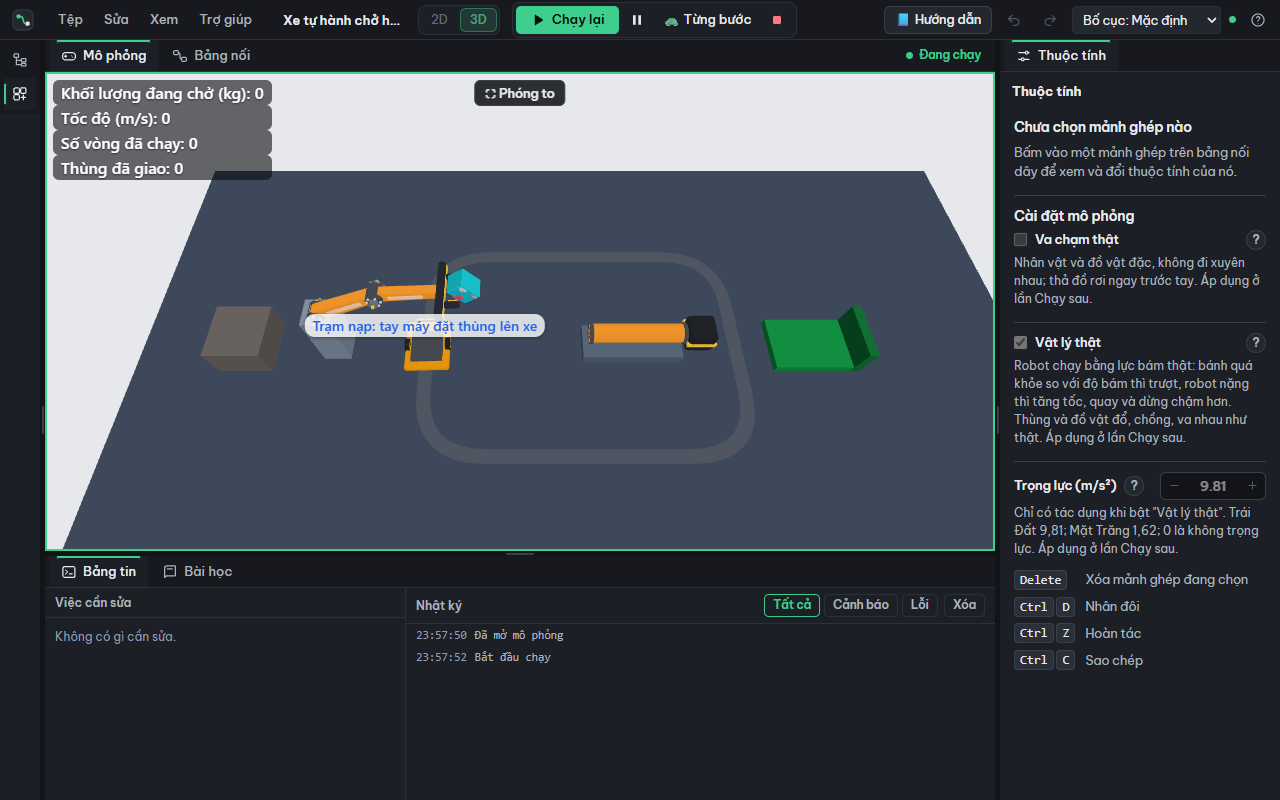 Tệp Sửa Xem Trợ giúp Xe tự hành chở h... 2D 3D Chạy lại Từng bước Hướng dẫn Bố cục: Mặc định
Mô phỏng Bảng nối Đang chạy Thuộc tính
Khối lượng đang chở (kg): 0
Tốc độ (m/s): 0
Số vòng đã chạy: 0
Thùng đã giao: 0
Phóng to
Trạm nạp: tay máy đặt thùng lên xe
Thuộc tính
Chưa chọn mảnh ghép nào
Bấm vào một mảnh ghép trên bảng nối
dây để xem và đổi thuộc tính của nó.
Cài đặt mô phỏng
Va chạm thật ?
Nhân vật và đồ vật đặc, không đi xuyên
nhau; thả đồ rơi ngay trước tay. Áp dụng ở
lần Chạy sau.
Vật lý thật ?
Robot chạy bằng lực bám thật: bánh quá
khỏe so với độ bám thì trượt, robot nặng
thì tăng tốc, quay và dừng chậm hơn.
Thùng và đồ vật đổ, chồng, va nhau như
thật. Áp dụng ở lần Chạy sau.
Trọng lực (m/s²) ? − 9.81 +
Chỉ có tác dụng khi bật "Vật lý thật". Trái
Đất 9,81; Mặt Trăng 1,62; 0 là không trọng
lực. Áp dụng ở lần Chạy sau.
Delete Xóa mảnh ghép đang chọn
Ctrl D Nhân đôi
Ctrl Z Hoàn tác
Ctrl C Sao chép
Bảng tin Bài học
Việc cần sửa
Không có gì cần sửa.
Nhật ký Tất cả Cảnh báo Lỗi Xóa
23:57:50 Đã mở mô phỏng
23:57:52 Bắt đầu chạy